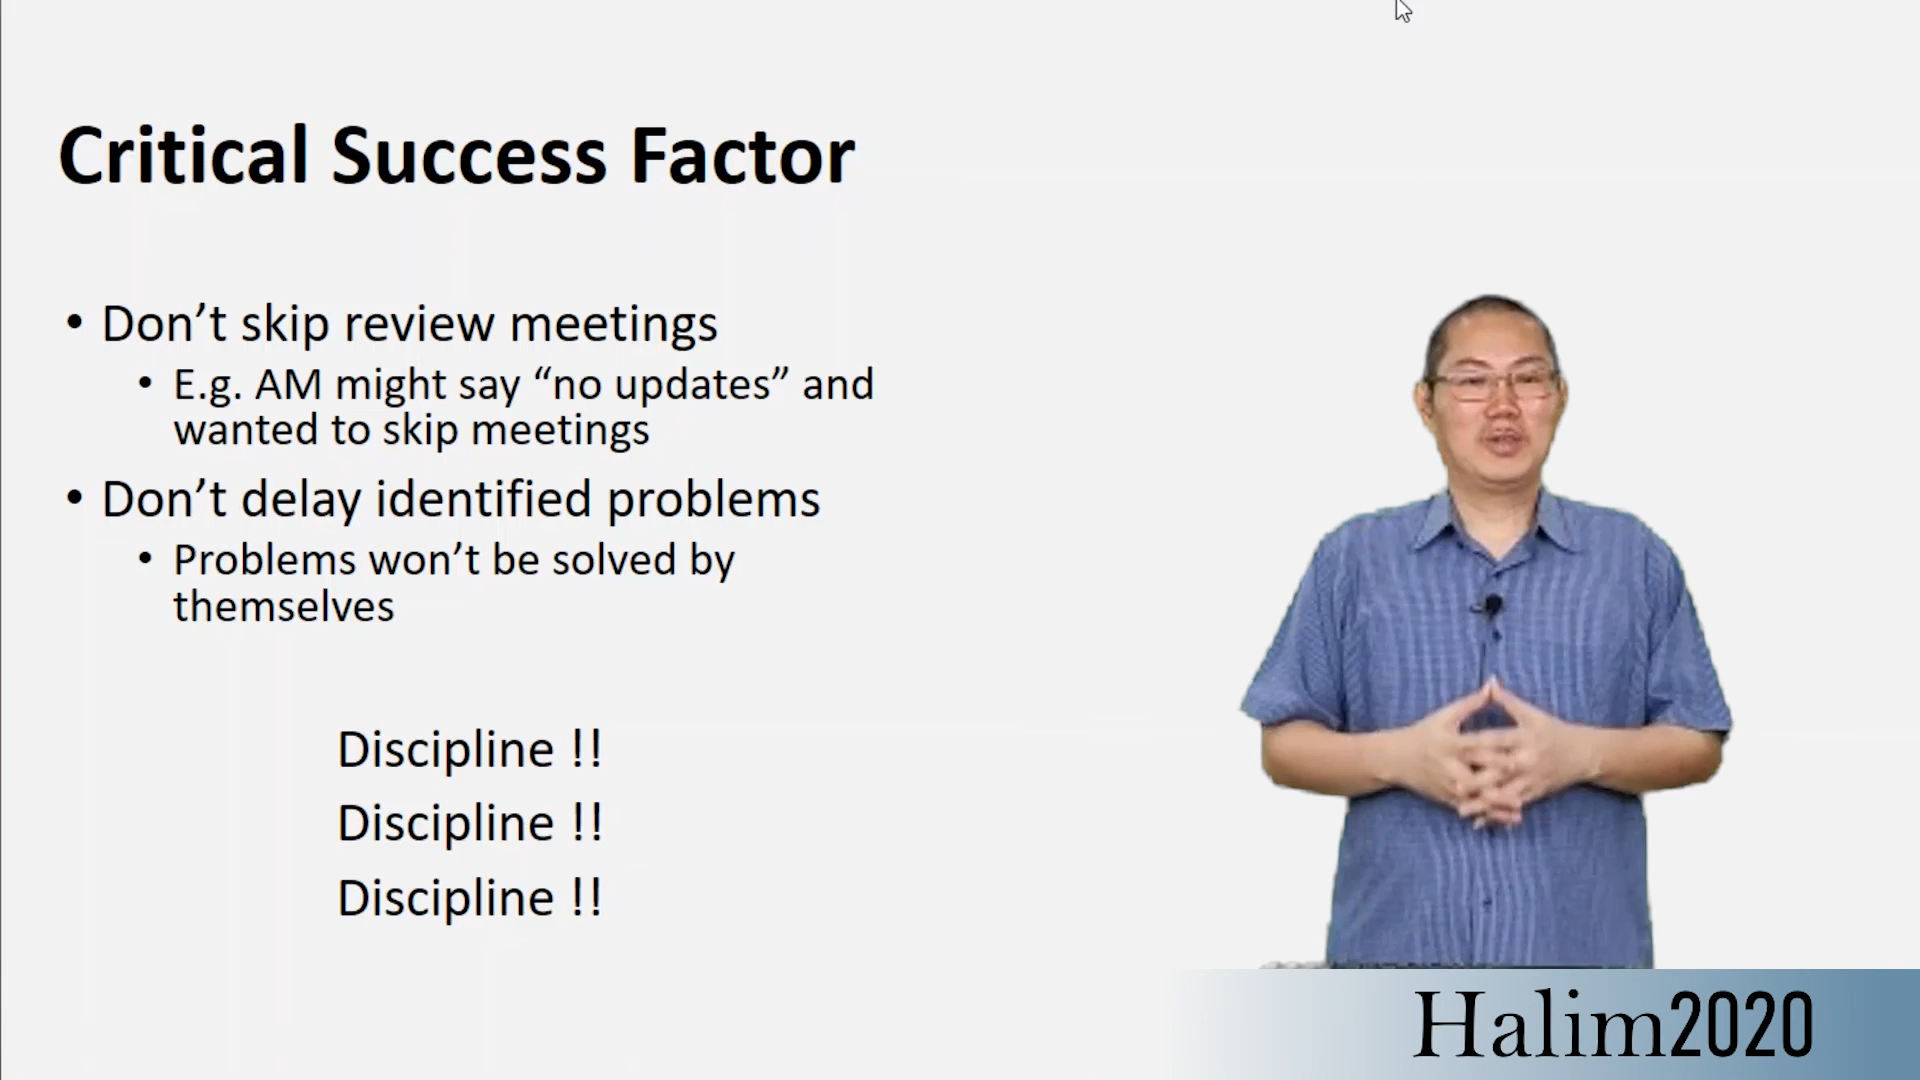 Critical Success Factor
• Don’t skip review meetings
• E.g. AM might say “no updates” and
wanted to skip meetings
• Don’t delay identified problems
• Problems won’t be solved by
themselves
Discipline !!
Discipline !!
Discipline !!
Halim2020